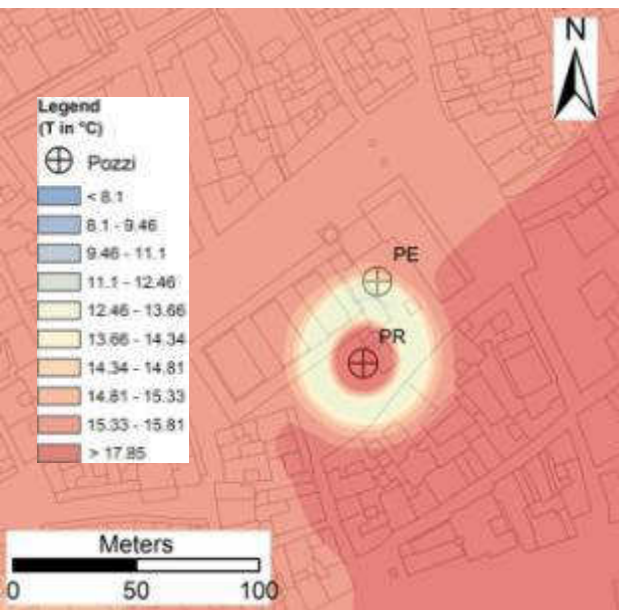 N
Legend
(T in °C)
Pozzi
< 8.1
8.1 - 9.46
9.46 - 11.1
11.1 - 12.46
12.46 - 13.66
13.66 - 14.34
14.34 - 14.81
14.81 - 15.33
15.33 - 15.81
> 17.85
PE
PR
Meters
0 50 100